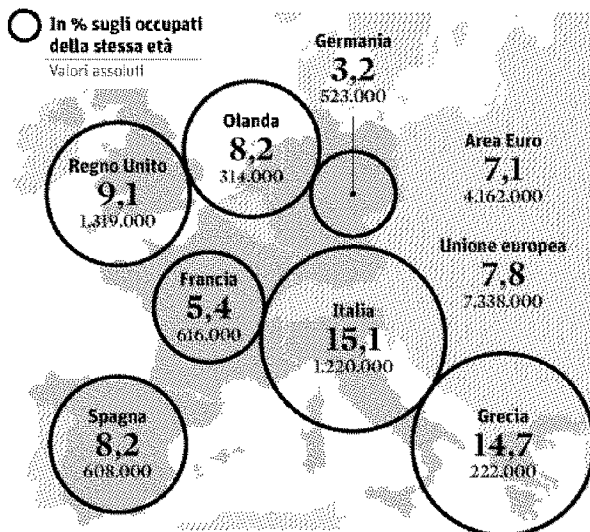 In % sugli occupati
della stessa età
Valori assoluti
Germania
3,2
523.000
Olanda
8,2
314.000
Regno Unito
9,1
1.319.000
Area Euro
7,1
4.162.000
Unione europea
7,8
7.338.000
Francia
5,4
616.000
Italia
15,1
1.220.000
Spagna
8,2
608.000
Grecia
14,7
222.000